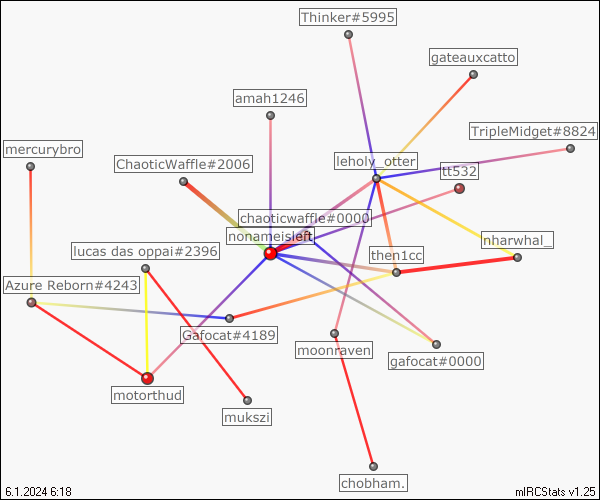 Thinker#5995
gateauxcatto
amah1246
TripleMidget#8824
mercurybro
ChaoticWaffle#2006
leholy_otter
tt532
chaoticwaffle#0000
nonameisleft
nharwhal_
lucas das oppai#2396
then1cc
Azure Reborn#4243
Gafocat#4189
moonraven
gafocat#0000
motorthud
mukszi
chobham.
6.1.2024 6:18
mIRCStats v1.25